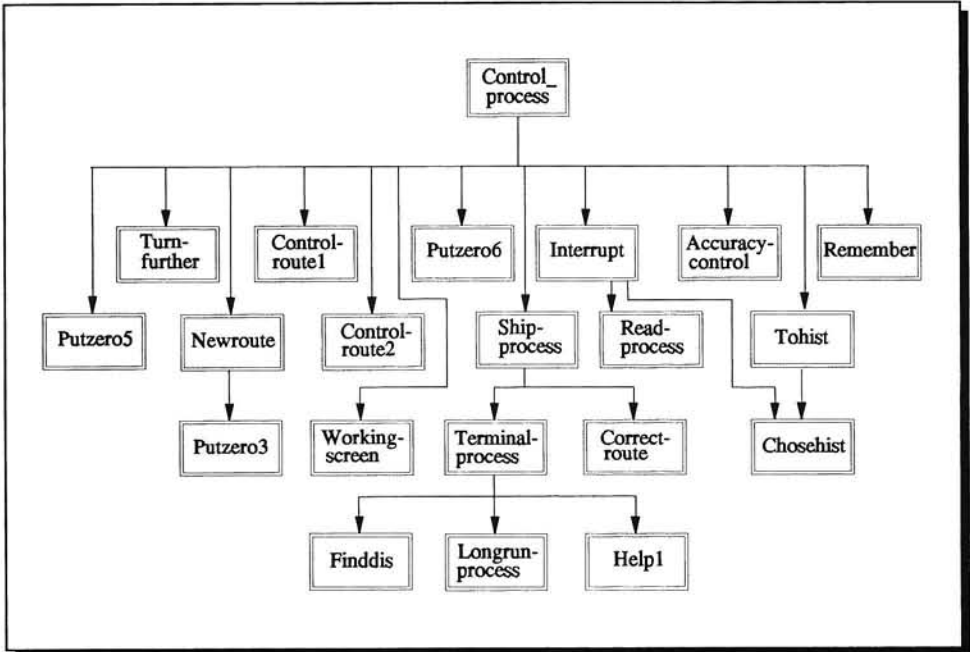 Control_
process
Turn-
further
Control-
route1
Putzero6
Interrupt
Accuracy-
control
Remember
Putzero5
Newroute
Control-
route2
Ship-
process
Read-
process
Tohist
Putzero3
Working-
screen
Terminal-
process
Correct-
route
Chosehist
Finddis
Longrun-
process
Help1